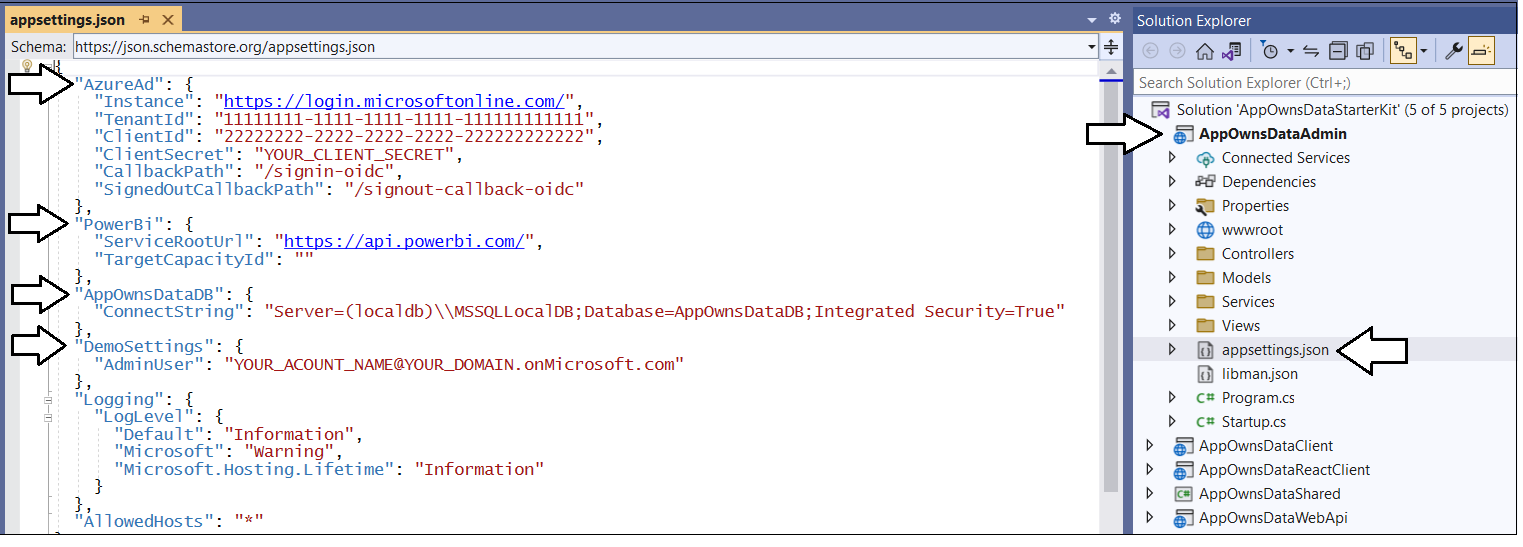 appsettings.json
Schema: https://json.schemastore.org/appsettings.json
{
"AzureAd": {
"Instance": "https://login.microsoftonline.com/",
"TenantId": "11111111-1111-1111-1111-111111111111",
"ClientId": "22222222-2222-2222-2222-222222222222",
"ClientSecret": "YOUR_CLIENT_SECRET",
"CallbackPath": "/signin-oidc",
"SignedOutCallbackPath": "/signout-callback-oidc"
},
"PowerBi": {
"ServiceRootUrl": "https://api.powerbi.com/",
"TargetCapacityId": ""
},
"AppOwnsDataDB": {
"ConnectString": "Server=(localdb)\\MSSQLLocalDB;Database=AppOwnsDataDB;Integrated Security=True"
},
"DemoSettings": {
"AdminUser": "YOUR_ACOUNT_NAME@YOUR_DOMAIN.onMicrosoft.com"
},
"Logging": {
"LogLevel": {
"Default": "Information",
"Microsoft": "Warning",
"Microsoft.Hosting.Lifetime": "Information"
}
},
"AllowedHosts": "*"
Solution Explorer
Search Solution Explorer (Ctrl+;)
Solution 'AppOwnsDataStarterKit' (5 of 5 projects)
AppOwnsDataAdmin
Connected Services
Dependencies
Properties
wwwroot
Controllers
Models
Services
Views
appsettings.json
libman.json
C# Program.cs
C# Startup.cs
AppOwnsDataClient
AppOwnsDataReactClient
C# AppOwnsDataShared
AppOwnsDataWebApi